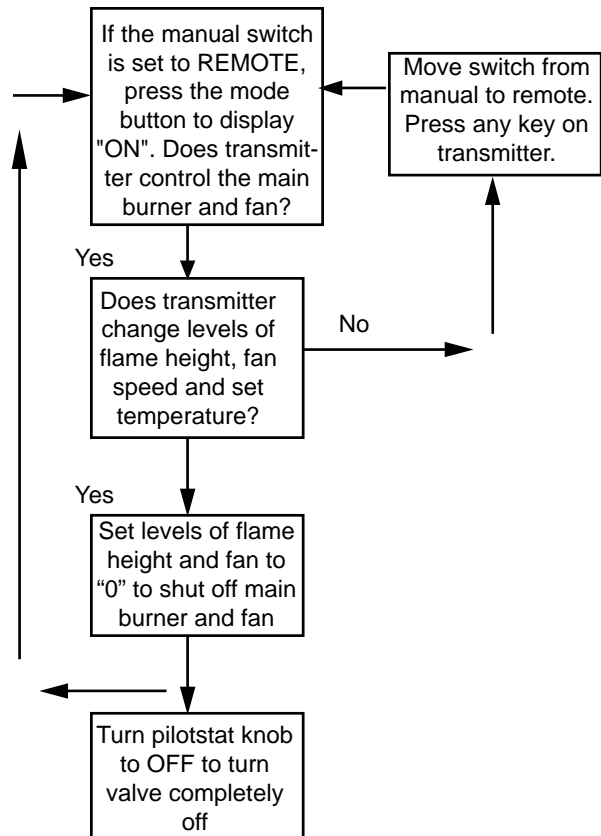 If the manual switch
is set to REMOTE,
press the mode
button to display
"ON". Does transmit-
ter control the main
burner and fan?
Move switch from
manual to remote.
Press any key on
transmitter.
Yes
Does transmitter
change levels of
flame height, fan
speed and set
temperature?
No
Yes
Set levels of flame
height and fan to
“0” to shut off main
burner and fan
Turn pilotstat knob
to OFF to turn
valve completely
off